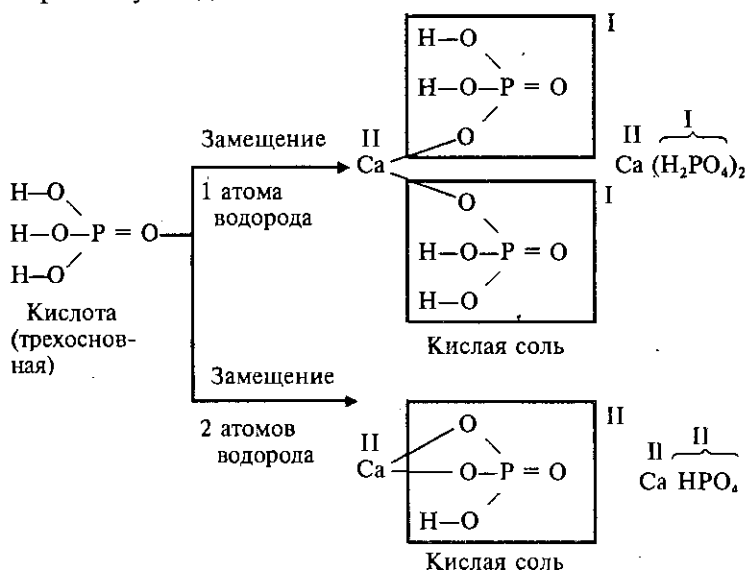 I
H—O
H—O—P = O
O
Замещение
II
Ca
II I
Ca (H₂PO₄)₂
1 атома
водорода
I
O
H—O—P = O
H—O
H—O
H—O—P = O
H—O
Кислота
(трехоснов-
ная)
Кислая соль
Замещение
2 атомов
водорода
II
II
Ca
O
O—P = O
H—O
II II
Ca HPO₄
Кислая соль